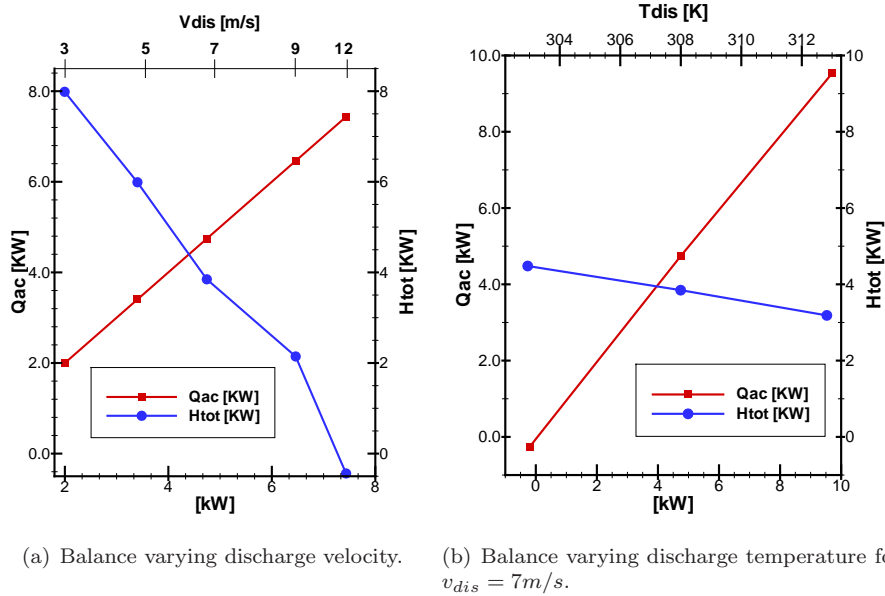 Vdis [m/s]
3 5 7 9 12
8.0
6.0
4.0
2.0
0.0
Qac [KW]
8
6
4
2
0
Htot [KW]
Qac [KW]
Htot [KW]
2 4 6 8
[kW]
(a) Balance varying discharge velocity.
Tdis [K]
304 306 308 310 312
10.0
8.0
6.0
4.0
2.0
0.0
Qac [kW]
10
8
6
4
2
0
Htot [KW]
Qac [KW]
Htot [KW]
0 2 4 6 8 10
[kW]
(b) Balance varying discharge temperature fo
v_dis = 7m/s.